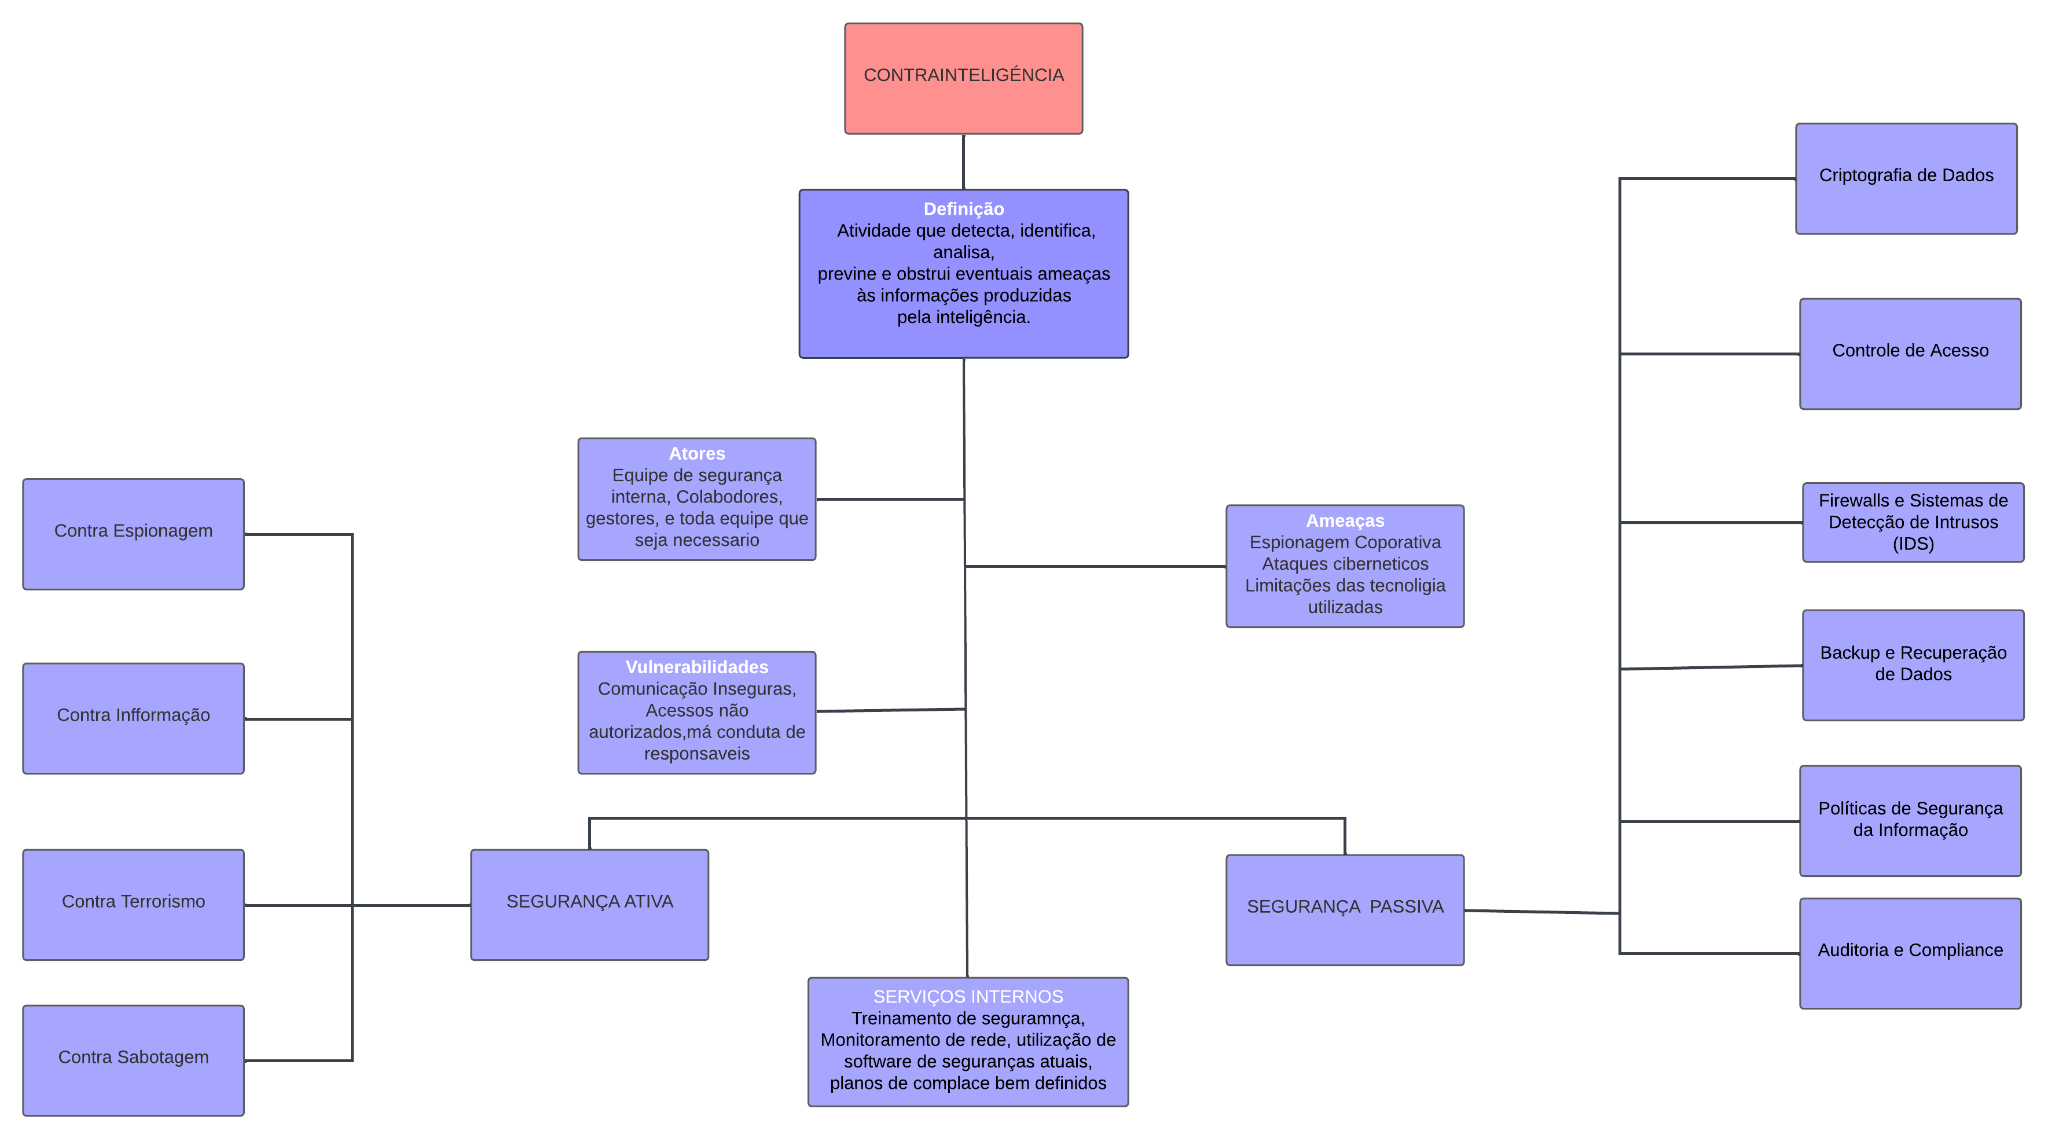 CONTRAINTELIGÉNCIA
Definição
Atividade que detecta, identifica,
analisa,
previne e obstrui eventuais ameaças
às informações produzidas
pela inteligência.
Atores
Equipe de segurança
interna, Colabodores,
gestores, e toda equipe que
seja necessario
Ameaças
Espionagem Coporativa
Ataques ciberneticos
Limitações das tecnoligia
utilizadas
Vulnerabilidades
Comunicação Inseguras,
Acessos não
autorizados,má conduta de
responsaveis
SEGURANÇA ATIVA
Contra Espionagem
Contra Infformação
Contra Terrorismo
Contra Sabotagem
SEGURANÇA  PASSIVA
Criptografia de Dados
Controle de Acesso
Firewalls e Sistemas de
Detecção de Intrusos
(IDS)
Backup e Recuperação
de Dados
Políticas de Segurança
da Informação
Auditoria e Compliance
SERVIÇOS INTERNOS
Treinamento de seguramnça,
Monitoramento de rede, utilização de
software de seguranças atuais,
planos de complace bem definidos